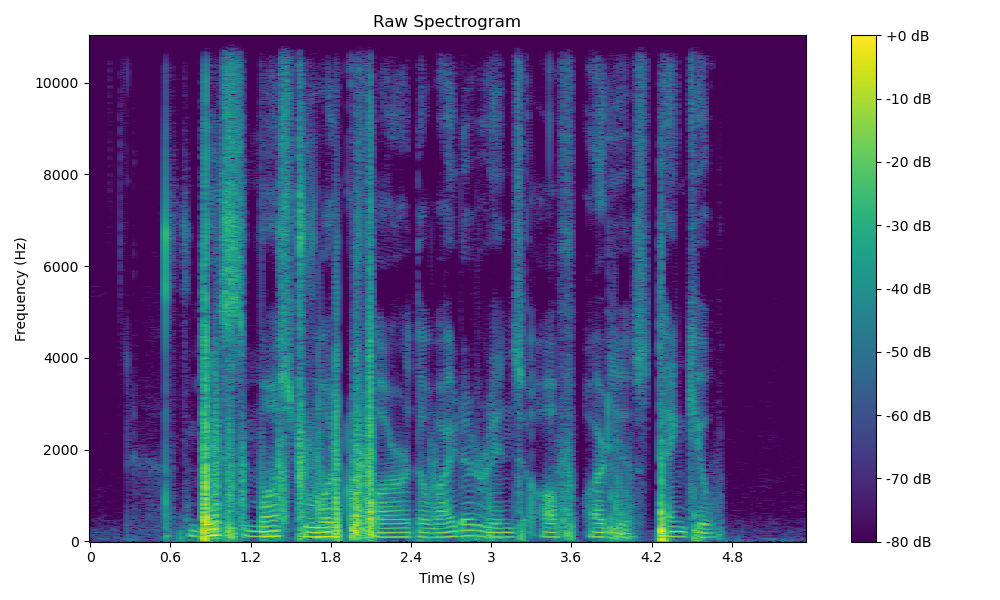 Raw Spectrogram
+0 dB
-10 dB
-20 dB
-30 dB
-40 dB
-50 dB
-60 dB
-70 dB
-80 dB
Frequency (Hz)
10000
8000
6000
4000
2000
0
0 0.6 1.2 1.8 2.4 3 3.6 4.2 4.8
Time (s)